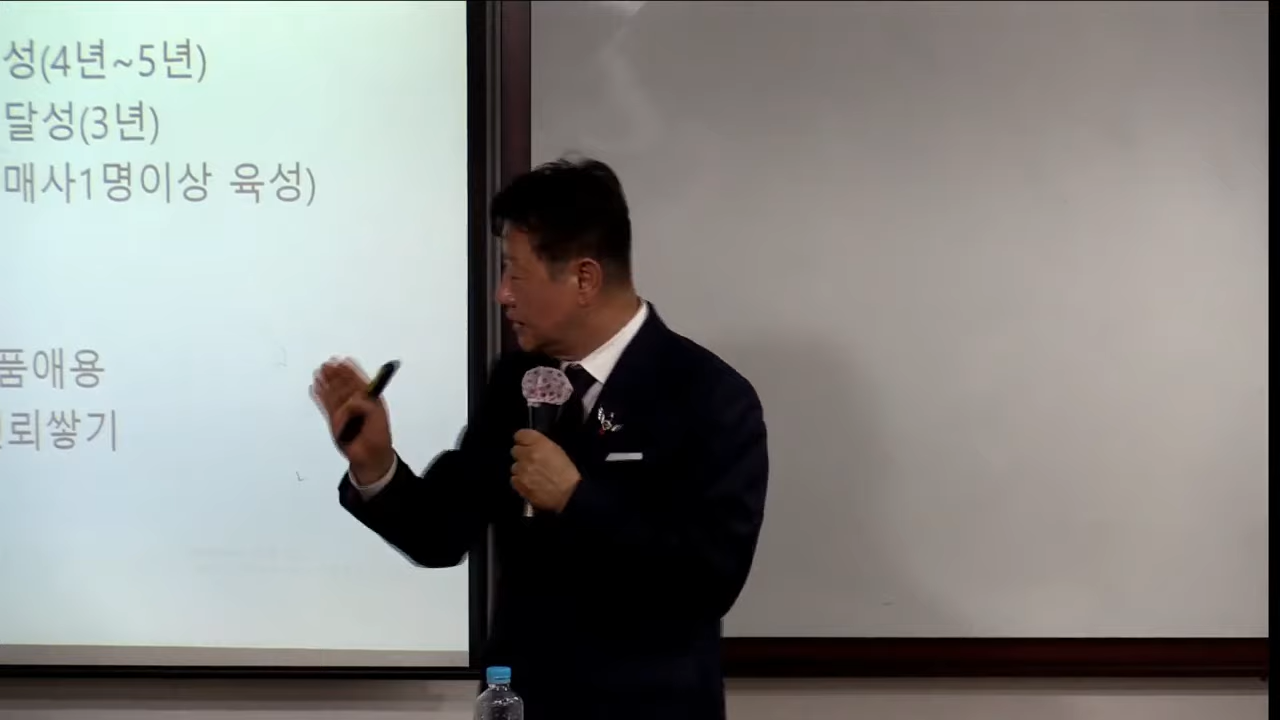 성(4년~5년)
달성(3년)
매사1명이상 육성)
품애용
뢰쌓기